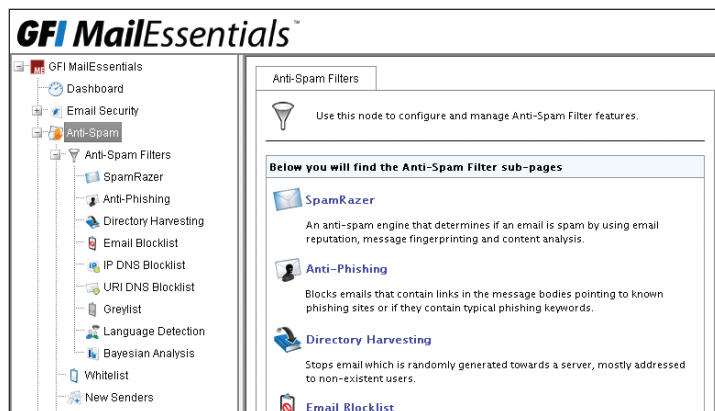 GFI MailEssentials™
GFI MailEssentials
Dashboard
Email Security
Anti-Spam
Anti-Spam Filters
SpamRazer
Anti-Phishing
Directory Harvesting
Email Blocklist
IP DNS Blocklist
URI DNS Blocklist
Greylist
Language Detection
Bayesian Analysis
Whitelist
New Senders
Anti-Spam Filters
Use this node to configure and manage Anti-Spam Filter features.
Below you will find the Anti-Spam Filter sub-pages
SpamRazer
An anti-spam engine that determines if an email is spam by using email
reputation, message fingerprinting and content analysis.
Anti-Phishing
Blocks emails that contain links in the message bodies pointing to known
phishing sites or if they contain typical phishing keywords.
Directory Harvesting
Stops email which is randomly generated towards a server, mostly addressed
to non-existent users.
Email Blocklist